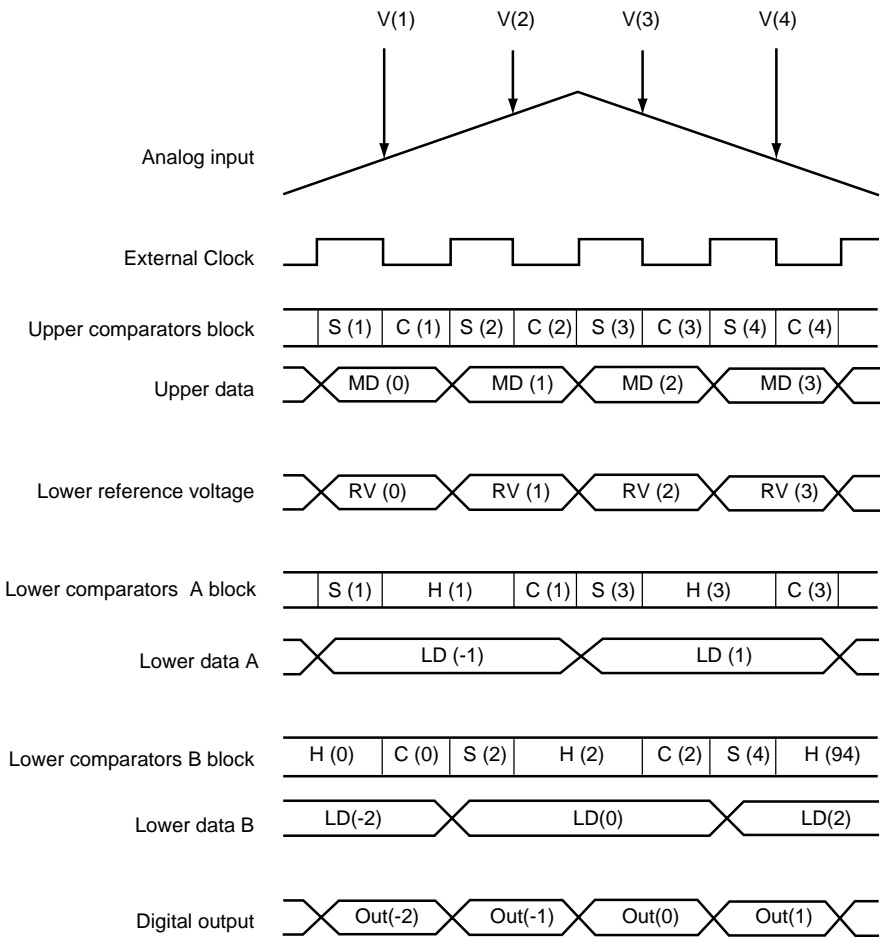 V(1) V(2) V(3) V(4)
Analog input
External Clock
Upper comparators block S (1) C (1) S (2) C (2) S (3) C (3) S (4) C (4)
Upper data MD (0) MD (1) MD (2) MD (3)
Lower reference voltage RV (0) RV (1) RV (2) RV (3)
Lower comparators A block S (1) H (1) C (1) S (3) H (3) C (3)
Lower data A LD (-1) LD (1)
Lower comparators B block H (0) C (0) S (2) H (2) C (2) S (4) H (94)
Lower data B LD(-2) LD(0) LD(2)
Digital output Out(-2) Out(-1) Out(0) Out(1)